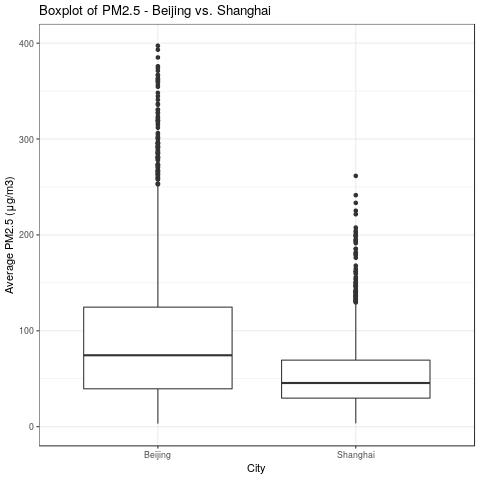 Boxplot of PM2.5 - Beijing vs. Shanghai
Average PM2.5 (µg/m3)
400
300
200
100
0
Beijing
Shanghai
City